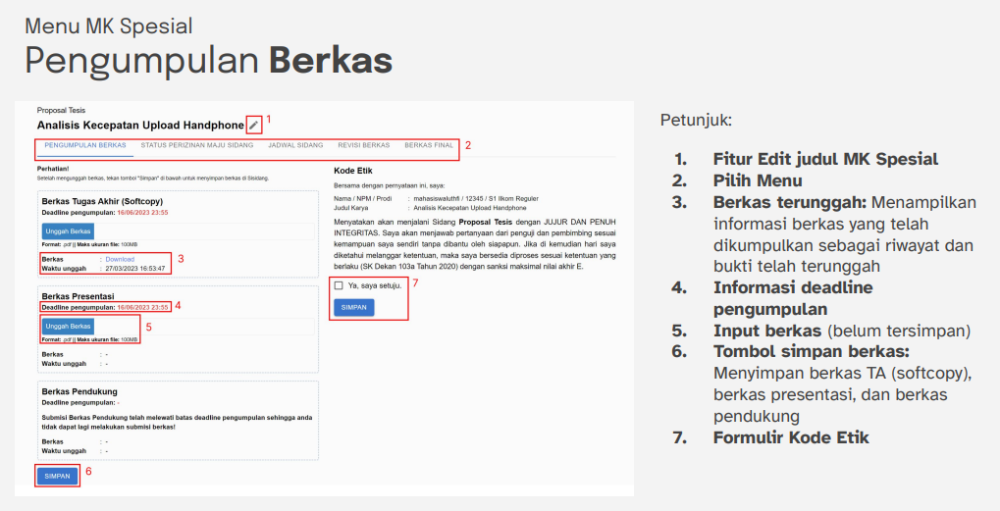 Menu MK Spesial
Pengumpulan Berkas
Proposal Tesis
Analisis Kecepatan Upload Handphone
1
PENGUMPULAN BERKAS
STATUS PERIZINAN MAJU SIDANG
JADWAL SIDANG
REVISI BERKAS
BERKAS FINAL
2
Perhatian!
Setelah mengunggah berkas, tekan tombol "Simpan" di bawah untuk menyimpan berkas di Sisidang.
Berkas Tugas Akhir (Softcopy)
Deadline pengumpulan: 16/06/2023 23:55
Unggah Berkas
Format: .pdf || Maks ukuran file: 100MB
Berkas : Download
Waktu unggah : 27/03/2023 16:53:47
3
Berkas Presentasi
Deadline pengumpulan: 16/06/2023 23:55
4
Unggah Berkas
5
Format: .pdf || Maks ukuran file: 100MB
Berkas : -
Waktu unggah : -
Berkas Pendukung
Deadline pengumpulan: -
Submisi Berkas Pendukung telah melewati batas deadline pengumpulan sehingga anda
tidak dapat lagi melakukan submisi berkas!
Berkas : -
Waktu unggah : -
SIMPAN
6
Kode Etik
Bersama dengan pernyataan ini, saya:
Nama / NPM / Prodi : mahasiswaluthfi / 12345 / S1 Ilkom Reguler
Judul Karya : Analisis Kecepatan Upload Handphone
Menyatakan akan menjalani Sidang Proposal Tesis dengan JUJUR DAN PENUH
INTEGRITAS. Saya akan menjawab pertanyaan dari penguji dan pembimbing sesuai
kemampuan saya sendiri tanpa dibantu oleh siapapun. Jika di kemudian hari saya
diketahui melanggar ketentuan, maka saya bersedia diproses sesuai ketentuan yang
berlaku (SK Dekan 103a Tahun 2020) dengan sanksi maksimal nilai akhir E.
Ya, saya setuju.
7
SIMPAN
Petunjuk:
1. Fitur Edit judul MK Spesial
2. Pilih Menu
3. Berkas terunggah: Menampilkan
informasi berkas yang telah
dikumpulkan sebagai riwayat dan
bukti telah terunggah
4. Informasi deadline
pengumpulan
5. Input berkas (belum tersimpan)
6. Tombol simpan berkas:
Menyimpan berkas TA (softcopy),
berkas presentasi, dan berkas
pendukung
7. Formulir Kode Etik